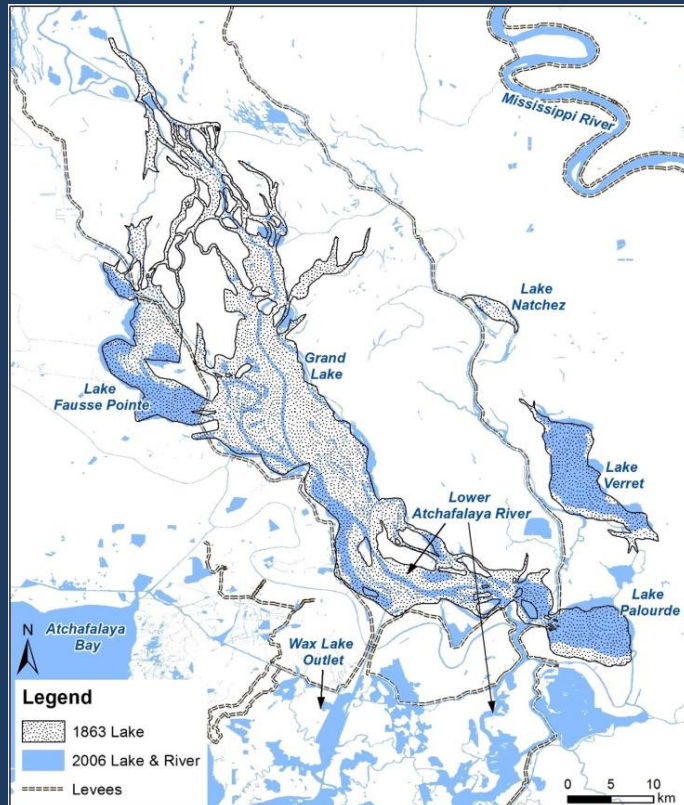 Mississippi River
Lake
Natchez
Grand
Lake
Lake
Fausse Pointe
Lake
Verret
Lower
Atchafalaya River
Lake
Palourde
Atchafalaya
Bay
Wax Lake
Outlet
N
Legend
1863 Lake
2006 Lake & River
Levees
0 5 10
km